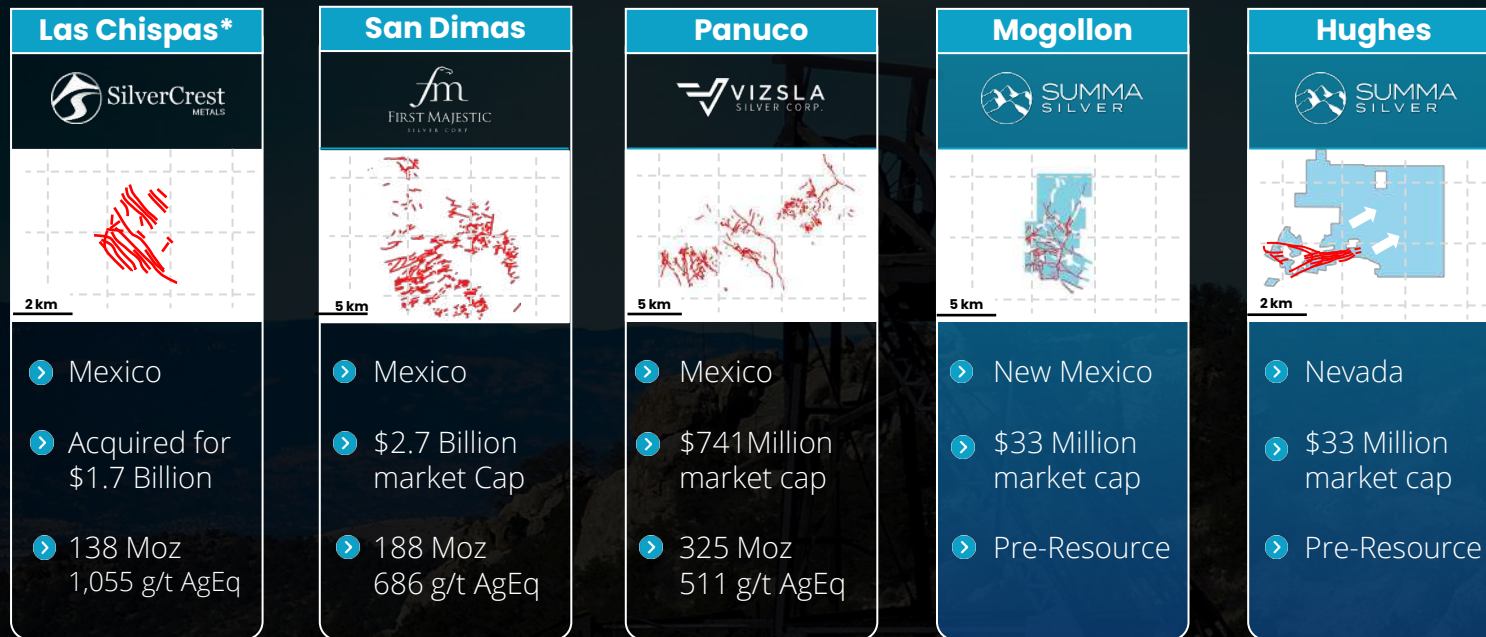 Las Chispas*
SilverCrest
METALS
2 km
Mexico
Acquired for
$1.7 Billion
138 Moz
1,055 g/t AgEq
San Dimas
fm
FIRST MAJESTIC
SILVER CORP
5 km
Mexico
$2.7 Billion
market Cap
188 Moz
686 g/t AgEq
Panuco
VIZSLA
SILVER CORP.
5 km
Mexico
$741Million
market cap
325 Moz
511 g/t AgEq
Mogollon
SUMMA
SILVER
5 km
New Mexico
$33 Million
market cap
Pre-Resource
Hughes
SUMMA
SILVER
2 km
Nevada
$33 Million
market cap
Pre-Resource